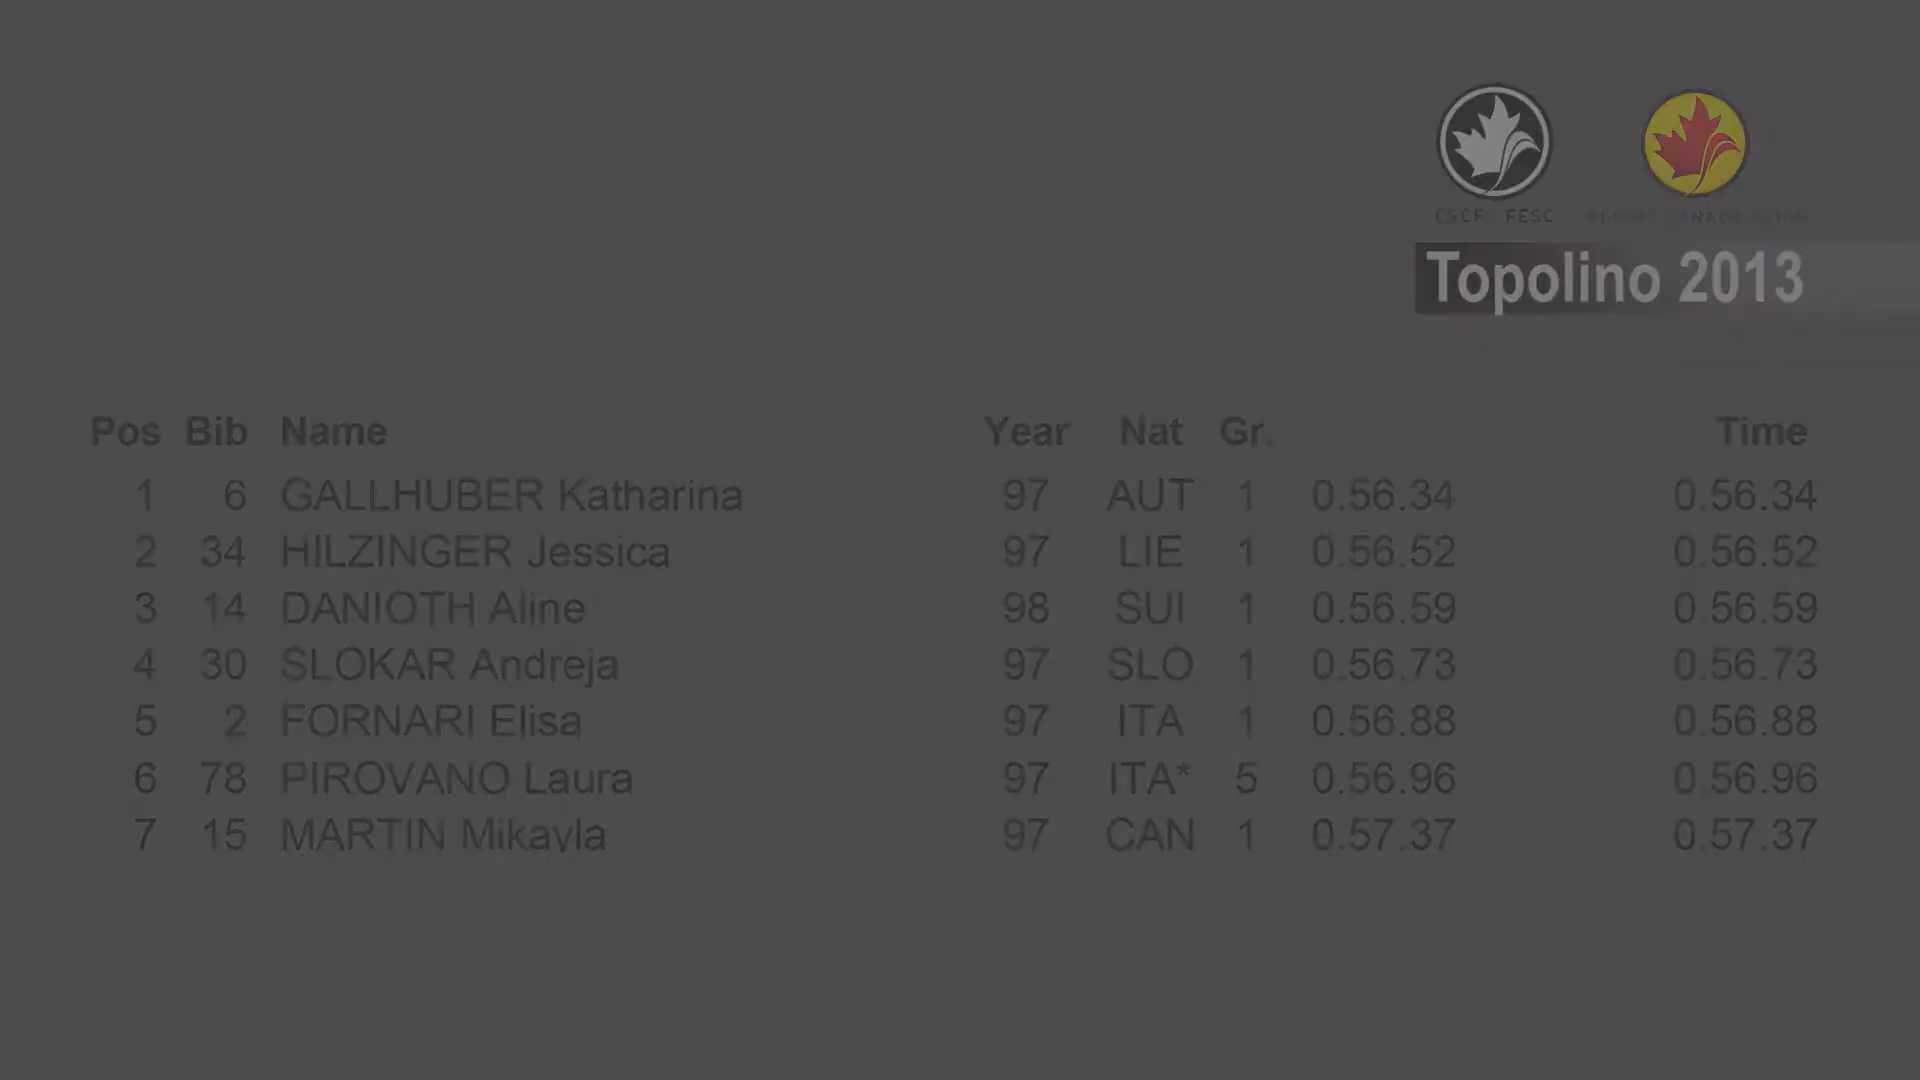 CSCF FESC
Topolino 2013
Pos Bib Name Year Nat Gr. Time
1 6 GALLHUBER Katharina 97 AUT 1 0.56.34 0.56.34
2 34 HILZINGER Jessica 97 LIE 1 0.56.52 0.56.52
3 14 DANIOTH Aline 98 SUI 1 0.56.59 0.56.59
4 30 SLOKAR Andreja 97 SLO 1 0.56.73 0.56.73
5 2 FORNARI Elisa 97 ITA 1 0.56.88 0.56.88
6 78 PIROVANO Laura 97 ITA* 5 0.56.96 0.56.96
7 15 MARTIN Mikayla 97 CAN 1 0.57.37 0.57.37